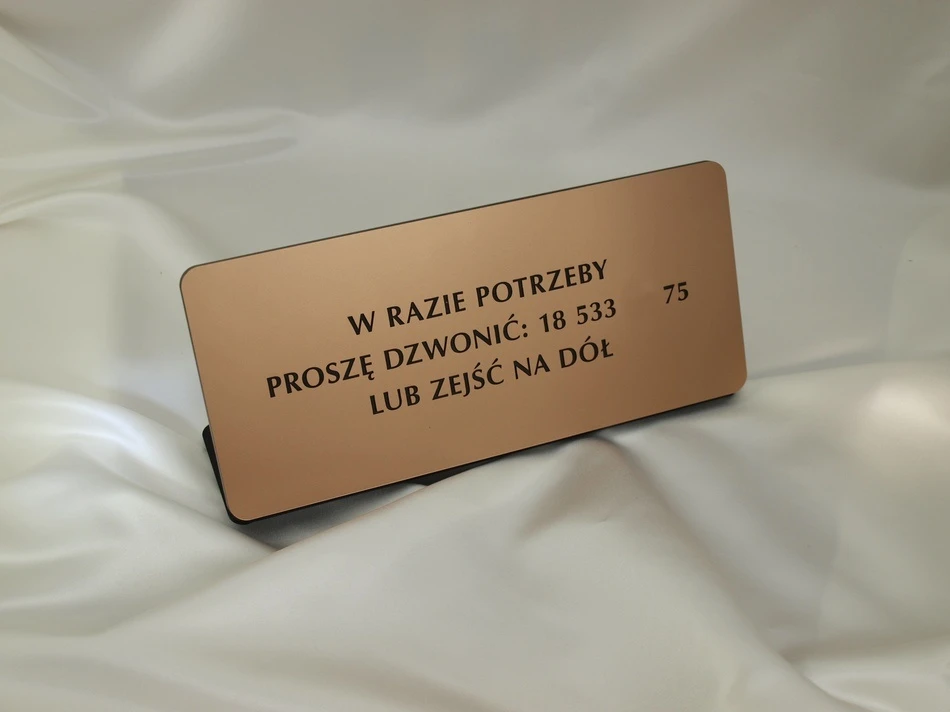 W RAZIE POTRZEBY
PROSZĘ DZWONIĆ: 18 533 75
LUB ZEJŚĆ NA DÓŁ